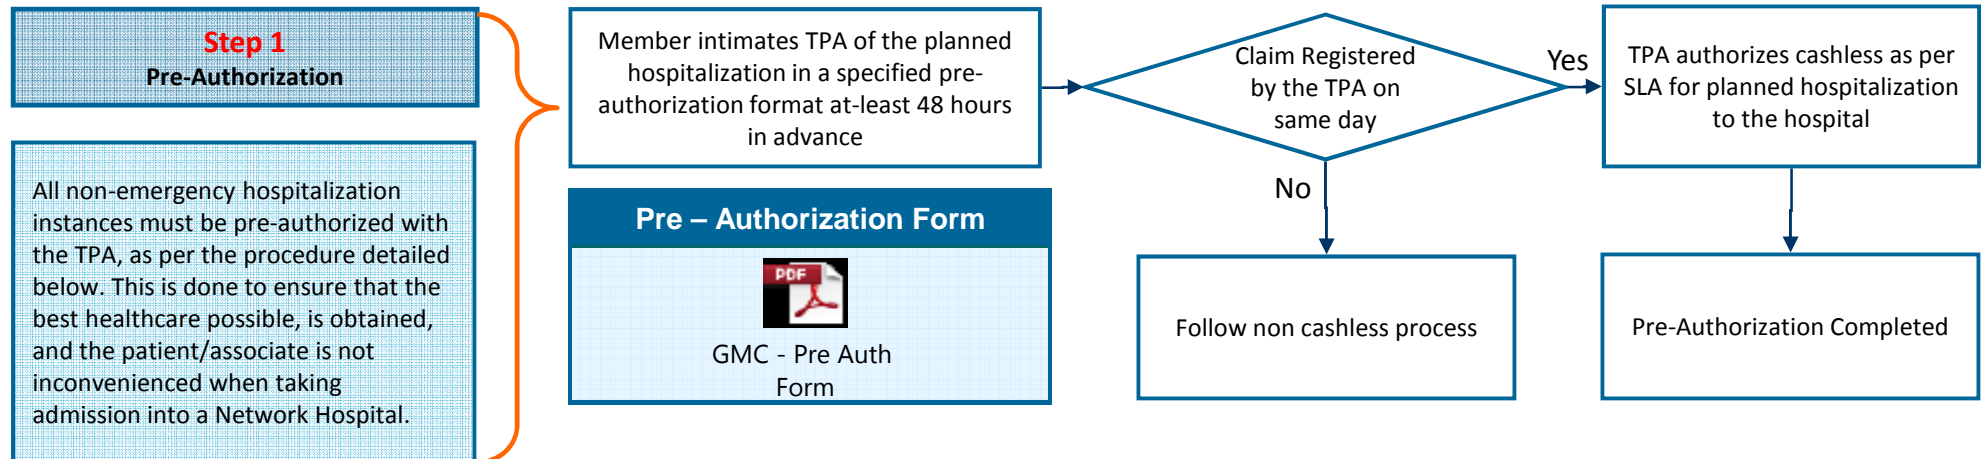 Step 1
Pre-Authorization
All non-emergency hospitalization
instances must be pre-authorized with
the TPA, as per the procedure detailed
below. This is done to ensure that the
best healthcare possible, is obtained,
and the patient/associate is not
inconvenienced when taking
admission into a Network Hospital.
Member intimates TPA of the planned
hospitalization in a specified pre-
authorization format at-least 48 hours
in advance
Pre – Authorization Form
PDF
GMC - Pre Auth
Form
Claim Registered
by the TPA on
same day
Yes
No
TPA authorizes cashless as per
SLA for planned hospitalization
to the hospital
Follow non cashless process
Pre-Authorization Completed